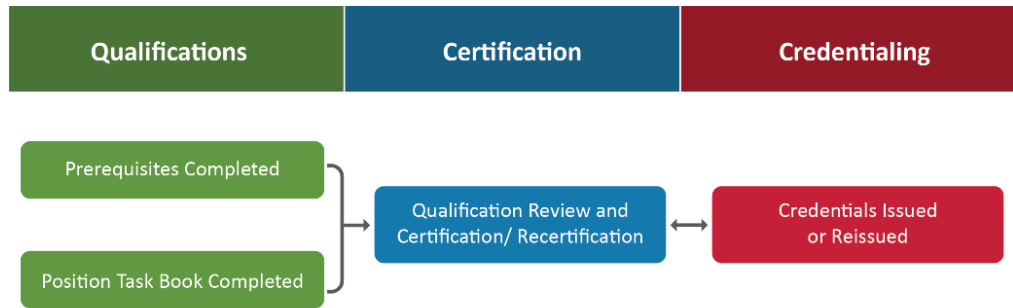 Qualifications
Certification
Credentialing
Prerequisites Completed
Position Task Book Completed
Qualification Review and
Certification/ Recertification
Credentials Issued
or Reissued